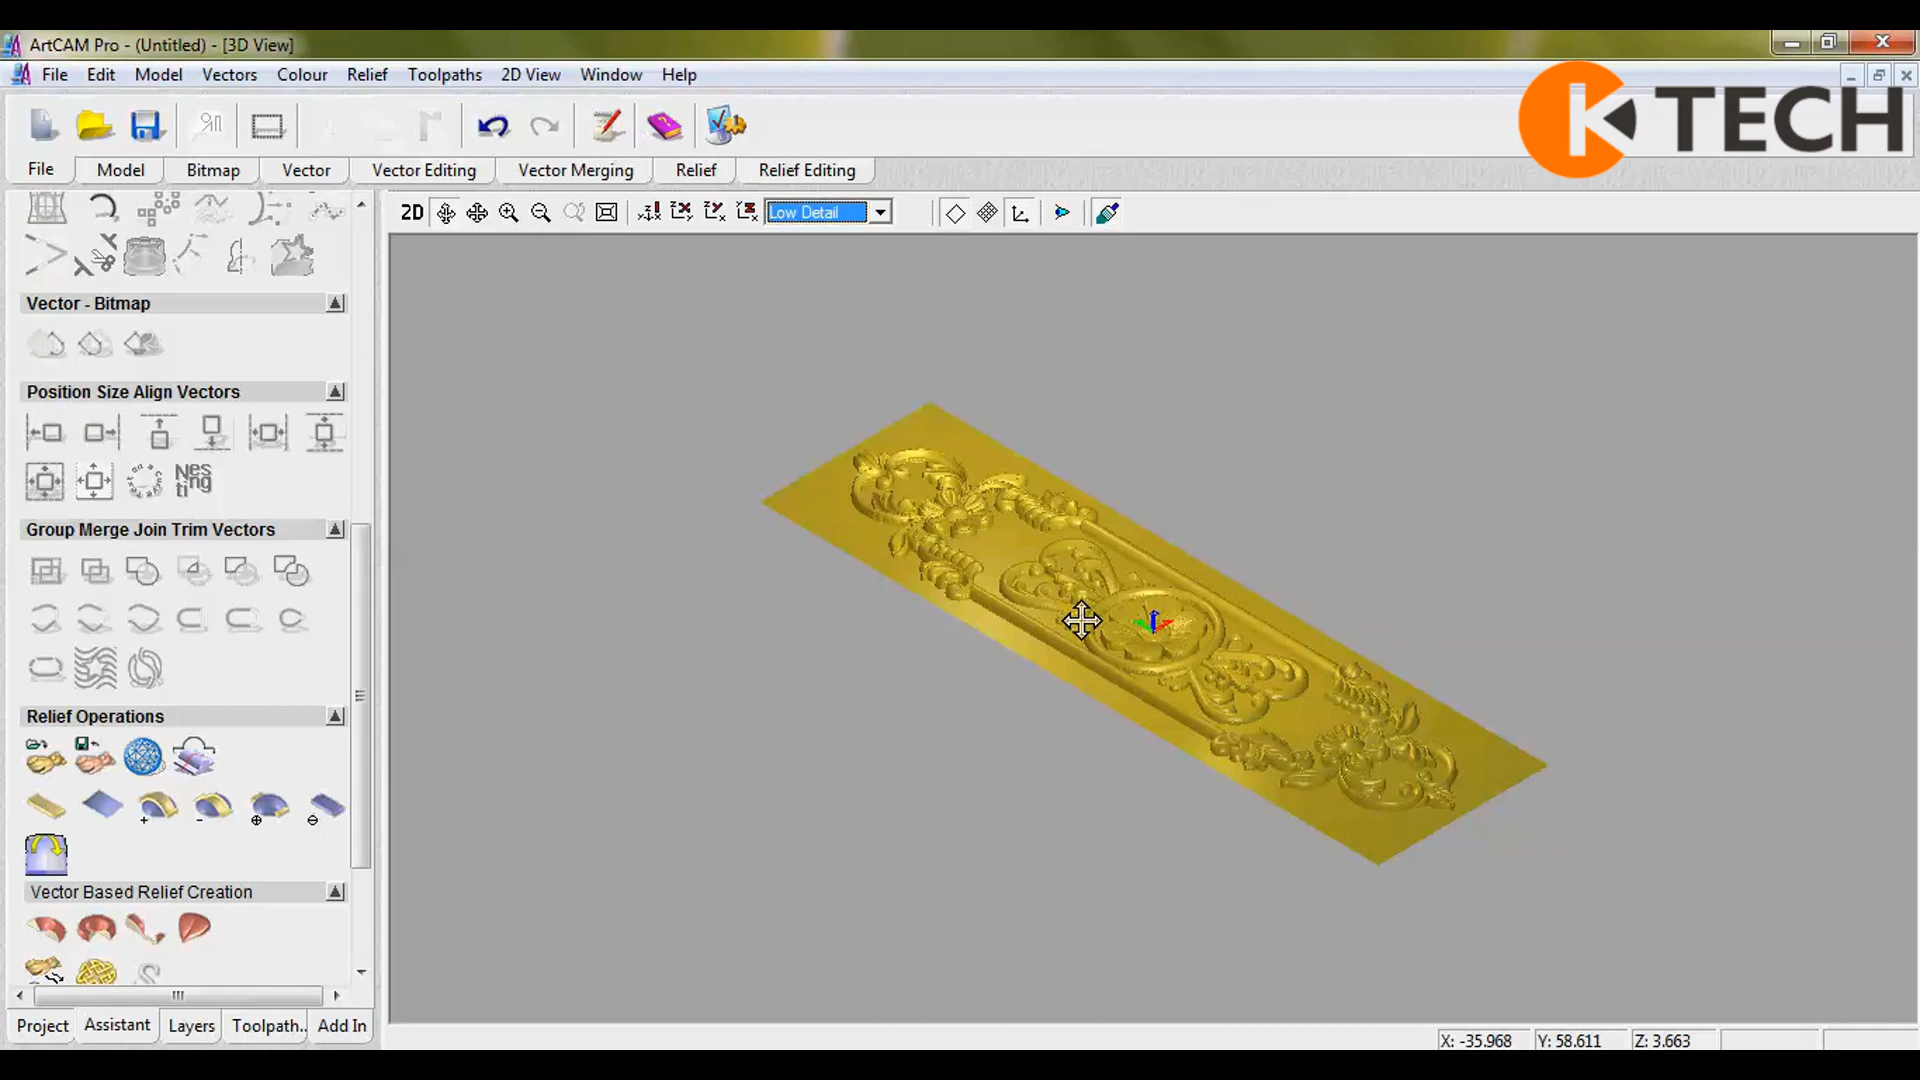 ArtCAM Pro - (Untitled) - [3D View]
File Edit Model Vectors Colour Relief Toolpaths 2D View Window Help
K TECH
File Model Bitmap Vector Vector Editing Vector Merging Relief Relief Editing
2D Low Detail
Vector - Bitmap
Position Size Align Vectors
Nes
ting
Group Merge Join Trim Vectors
Relief Operations
Vector Based Relief Creation
Project Assistant Layers Toolpath.. Add In
X: -35.968 Y: 58.611 Z: 3.663